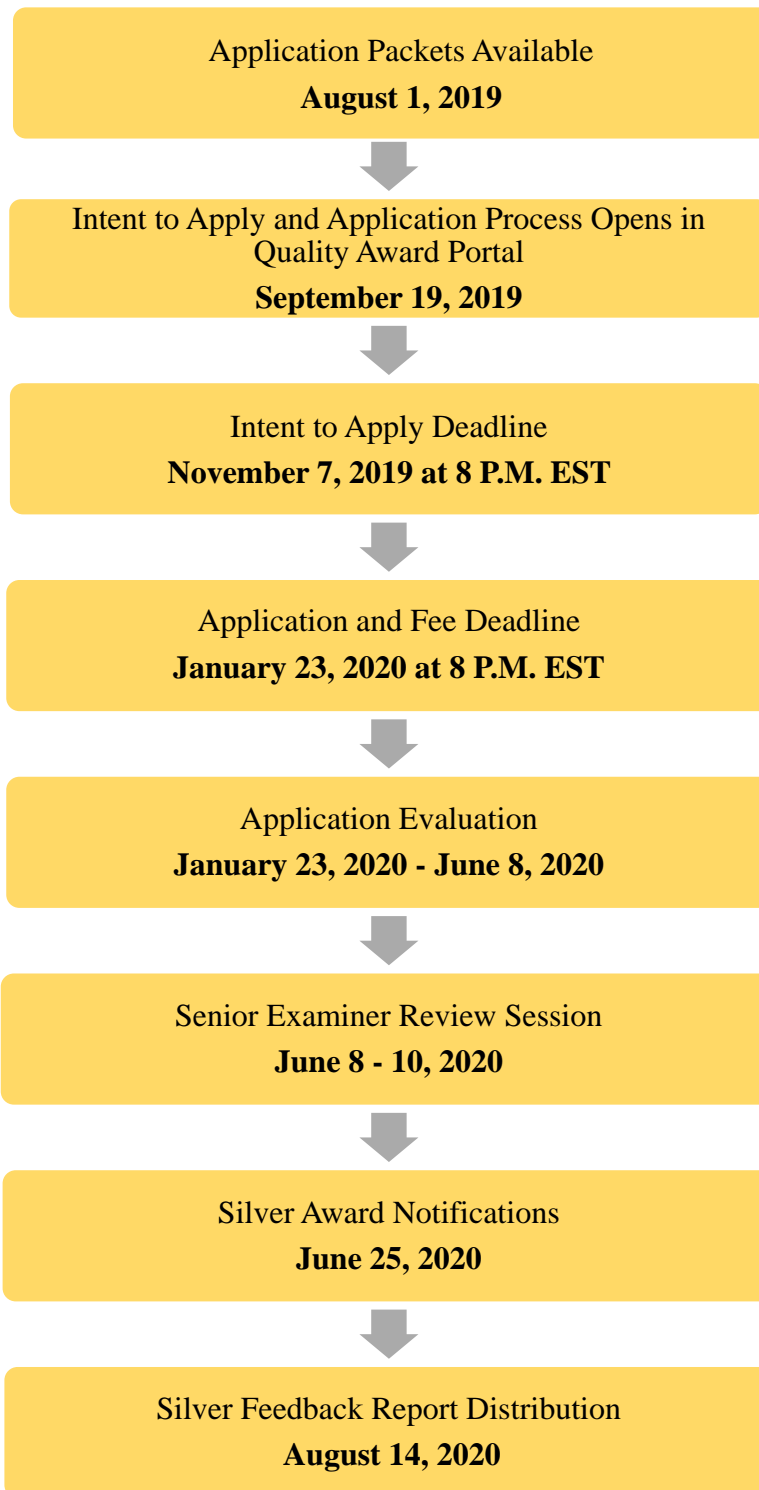 Application Packets Available
August 1, 2019
Intent to Apply and Application Process Opens in
Quality Award Portal
September 19, 2019
Intent to Apply Deadline
November 7, 2019 at 8 P.M. EST
Application and Fee Deadline
January 23, 2020 at 8 P.M. EST
Application Evaluation
January 23, 2020 - June 8, 2020
Senior Examiner Review Session
June 8 - 10, 2020
Silver Award Notifications
June 25, 2020
Silver Feedback Report Distribution
August 14, 2020